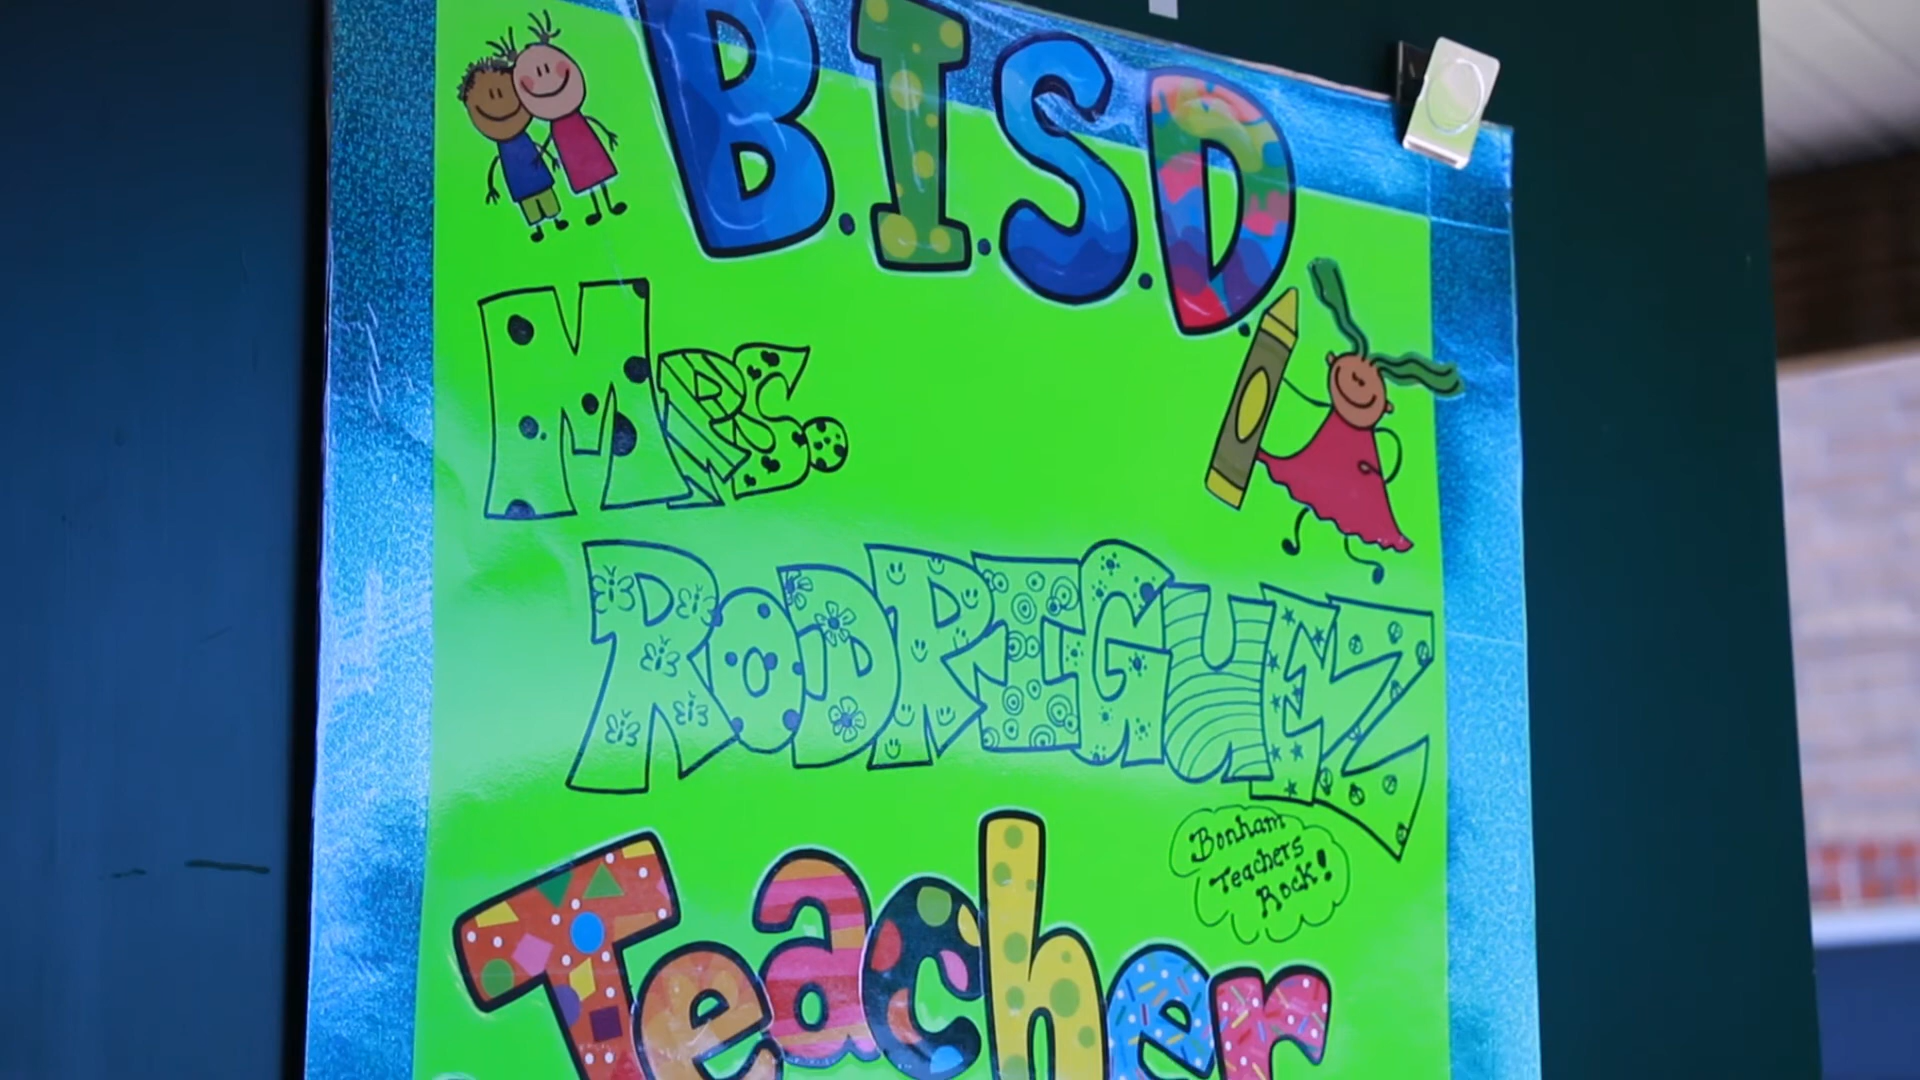 B.I.S.D.
MRS.
RODRIGUEZ
Bonham
Teachers
Rock!
Teacher